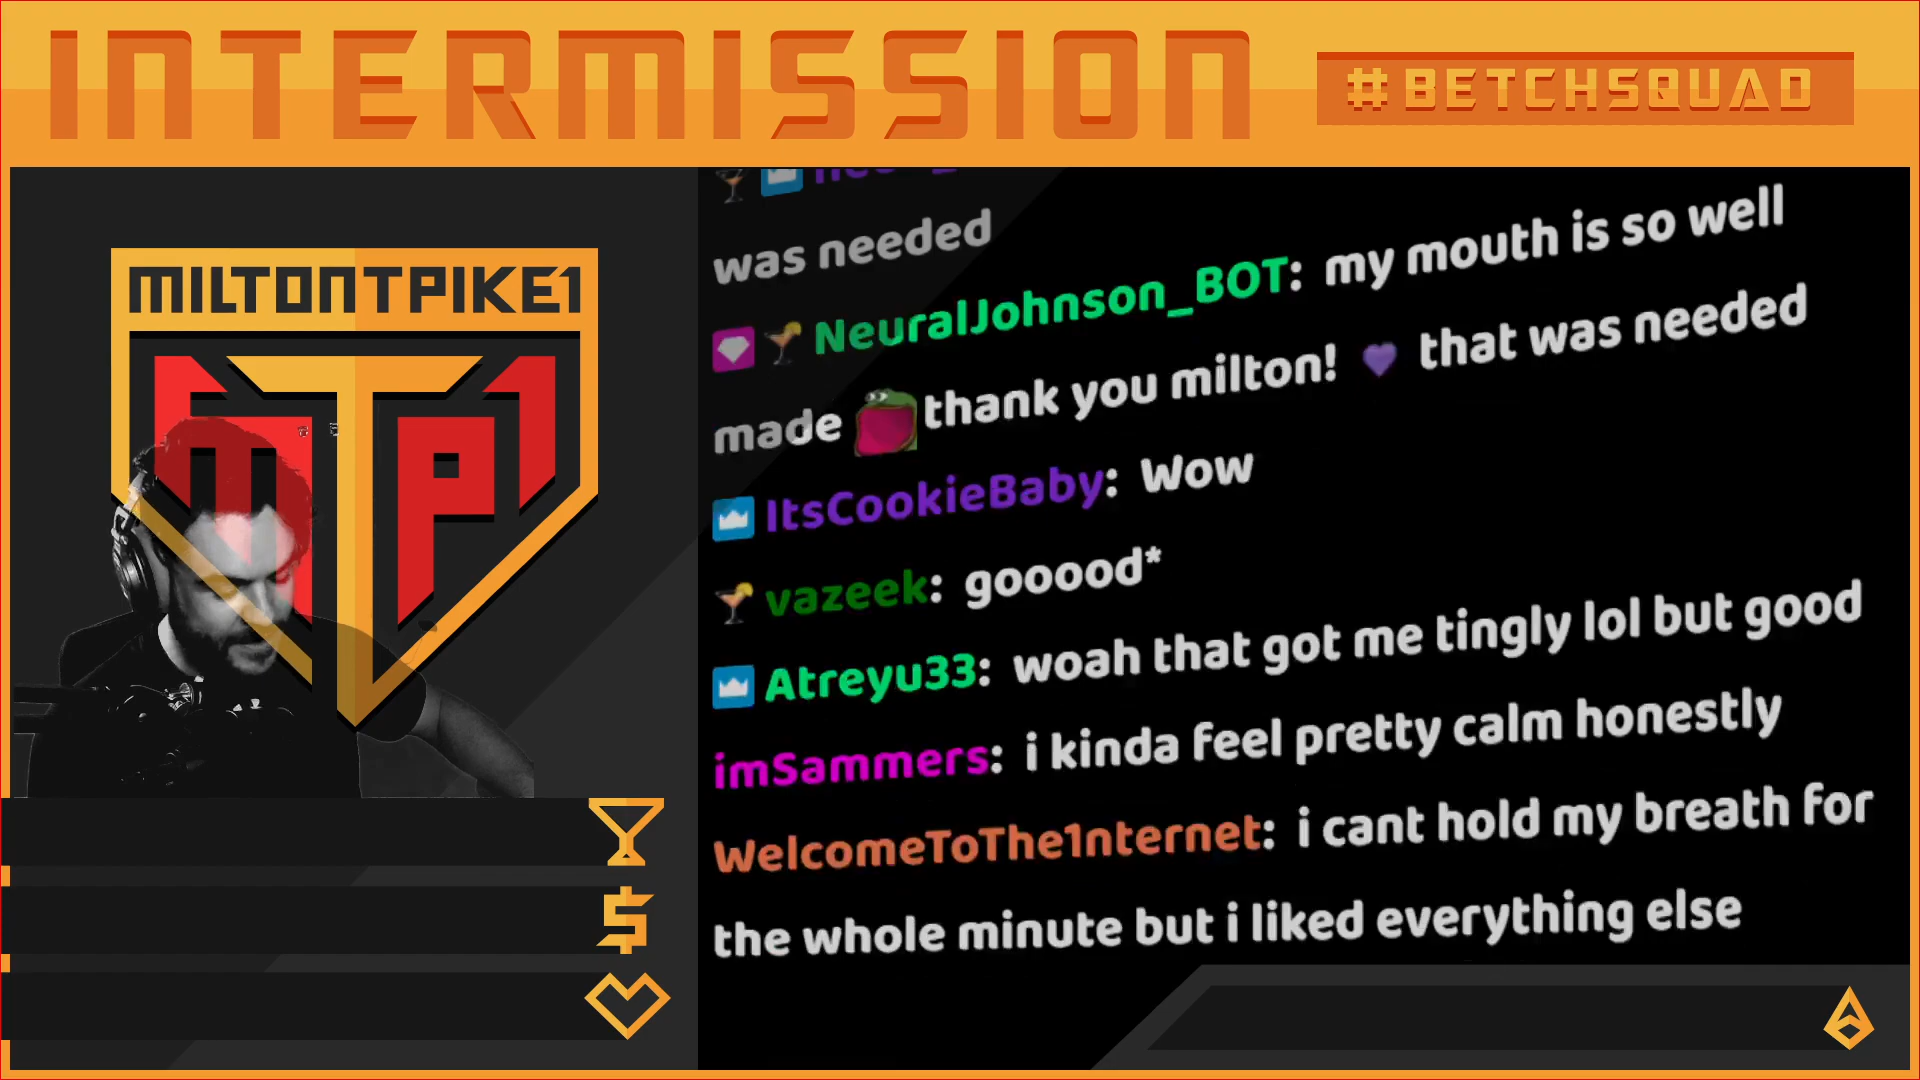 INTERMISSION
#BETCHSQUAD
MILTONTPIKE1
MTP1
was needed
NeuralJohnson_BOT: my mouth is so well
made thank you milton! that was needed
ItsCookieBaby: Wow
vazeek: gooood*
Atreyu33: woah that got me tingly lol but good
imSammers: i kinda feel pretty calm honestly
WelcomeToThe1nternet: i cant hold my breath for
the whole minute but i liked everything else
$